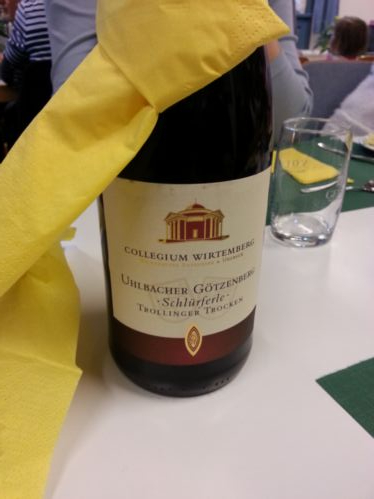 COLLEGIUM WIRTEMBERG
UHLBACHER GÖTZENBERG
-Schlürferle-
TROLLINGER TROCKEN